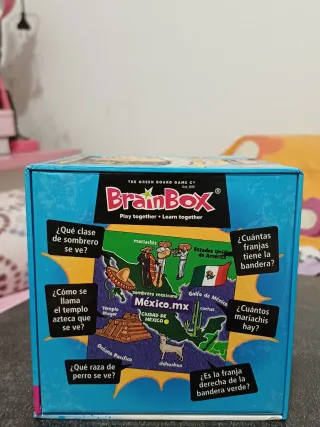 THE GREEN BOARD GAME CO
BrainBox®
Play together • Learn together
¿Qué clase
de sombrero
se ve?
¿Cuántas
franjas
tiene la
bandera?
mariachis
Estados Unidos
de América
sombrero mexicano
Golfo de México
México.mx
¿Cómo se
llama
el templo
azteca que
se ve?
Templo
Mayor
CIUDAD DE
MÉXICO
cactus
¿Cuántos
mariachis
hay?
Océano Pacífico
chihuahua
¿Qué raza de
perro se ve?
¿Es la franja
derecha de la
bandera verde?